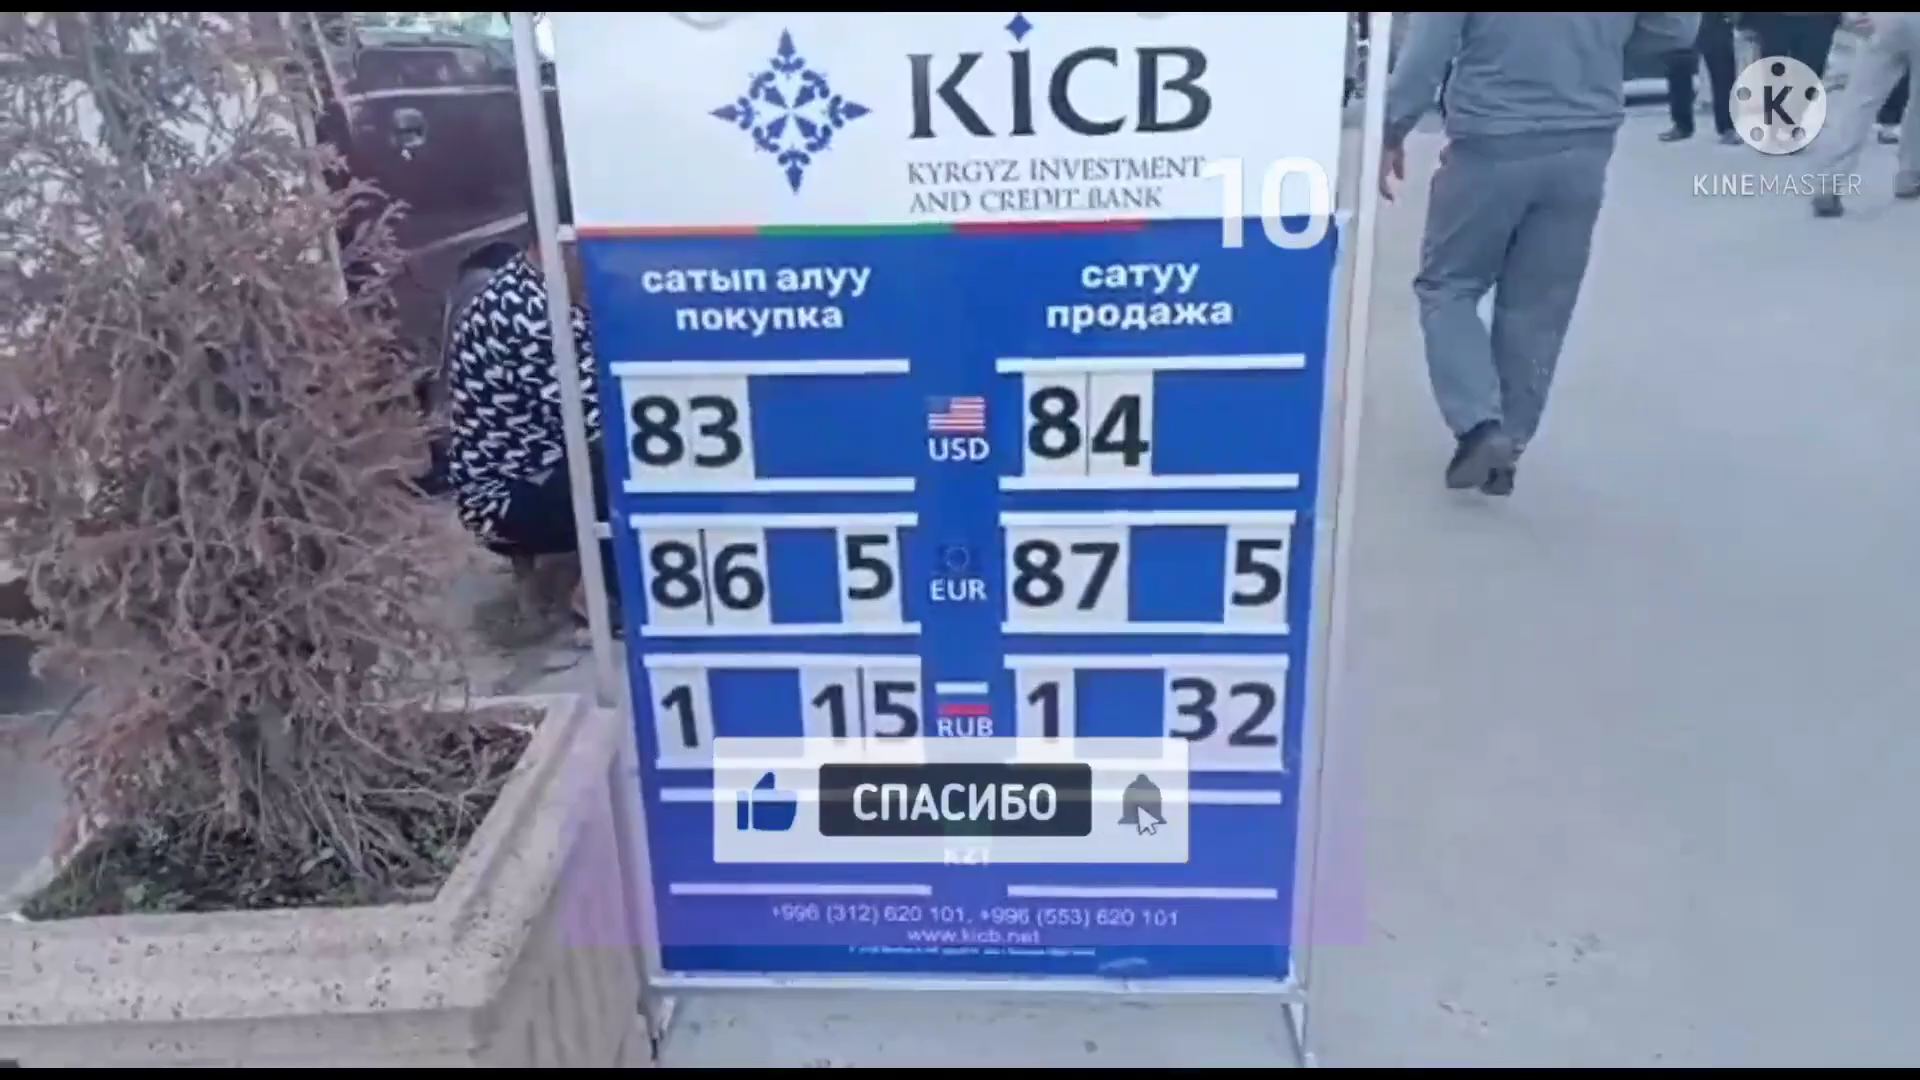 KICB
KYRGYZ INVESTMENT
AND CREDIT BANK
10
K
KINEMASTER
сатып алуу
покупка
сатуу
продажа
83 USD 84
86 5 EUR 87 5
1 15 RUB 1 32
СПАСИБО
KZT
+996 (312) 620 101, +996 (553) 620 101
www.kicb.net